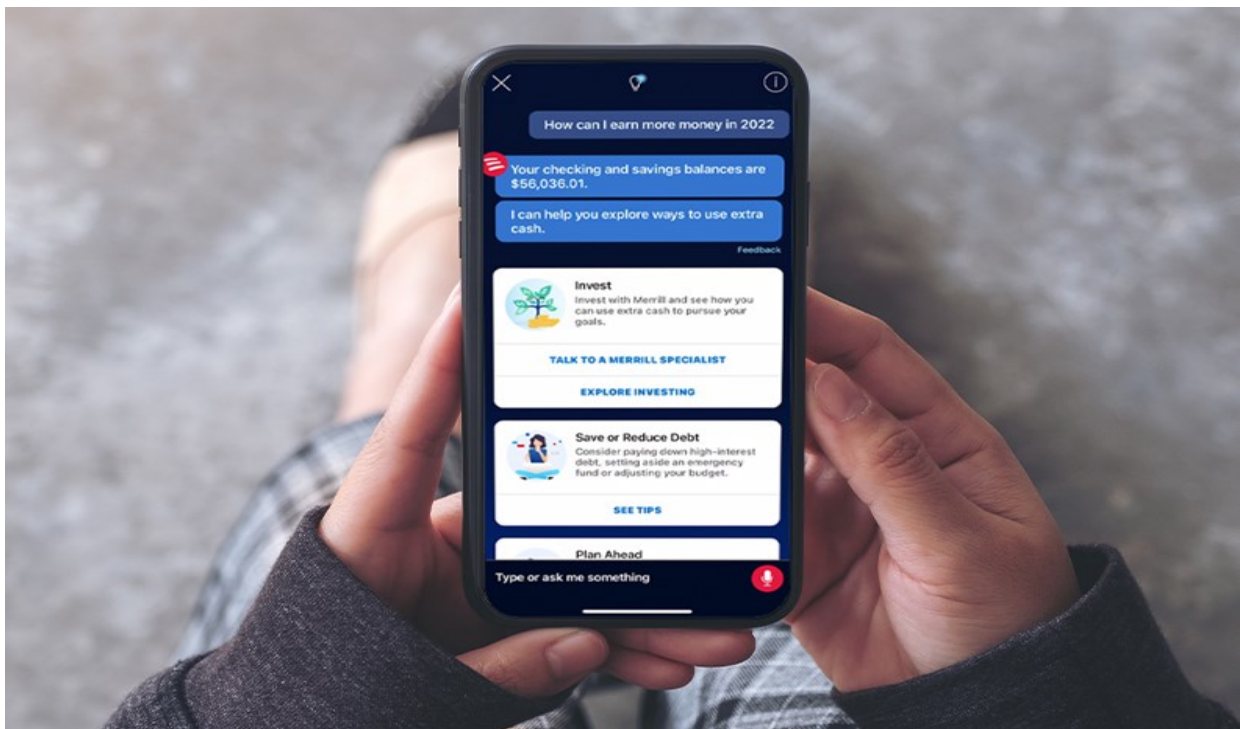 How can I earn more money in 2022
Your checking and savings balances are
$56,036.01.
I can help you explore ways to use extra
cash.
Feedback
Invest
Invest with Merrill and see how you
can use extra cash to pursue your
goals.
TALK TO A MERRILL SPECIALIST
EXPLORE INVESTING
Save or Reduce Debt
Consider paying down high-interest
debt, setting aside an emergency
fund or adjusting your budget.
SEE TIPS
Plan Ahead
Type or ask me something